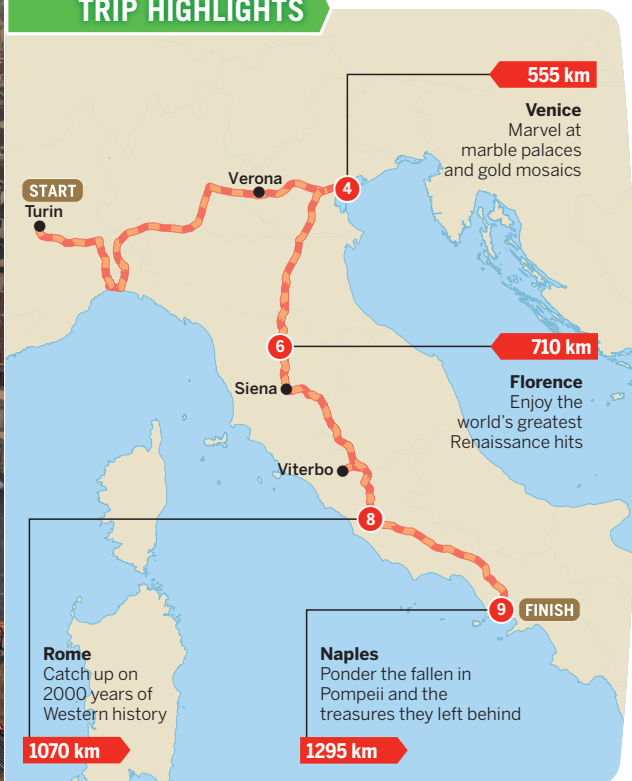 TRIP HIGHLIGHTS
555 km
Venice
Marvel at
marble palaces
and gold mosaics
Verona
4
START
Turin
6
710 km
Florence
Enjoy the
world's greatest
Renaissance hits
Siena
Viterbo
8
9
FINISH
Rome
Catch up on
2000 years of
Western history
1070 km
Naples
Ponder the fallen in
Pompeii and the
treasures they left behind
1295 km